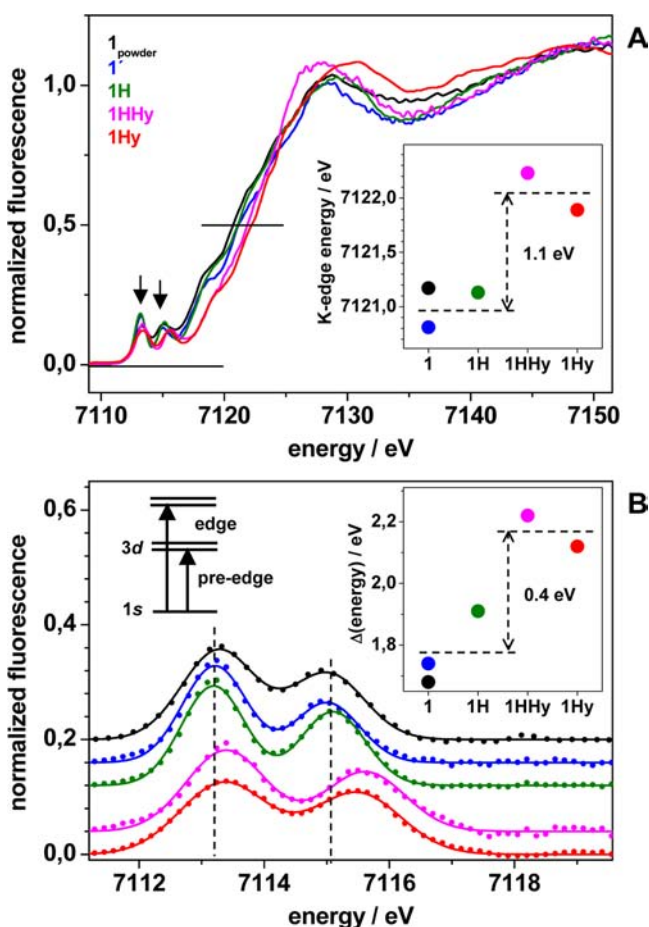 A
1powder
1´
1H
1HHy
1Hy
normalized fluorescence
1,0
0,5
0,0
7110 7120 7130 7140 7150
energy / eV
K-edge energy / eV
7122,0
7121,5
7121,0
1.1 eV
1 1H 1HHy 1Hy
B
normalized fluorescence
0,6
0,4
0,2
0,0
edge
3d
pre-edge
1s
7112 7114 7116 7118
energy / eV
Δ(energy) / eV
2,2
2,0
1,8
0.4 eV
1 1H 1HHy 1Hy